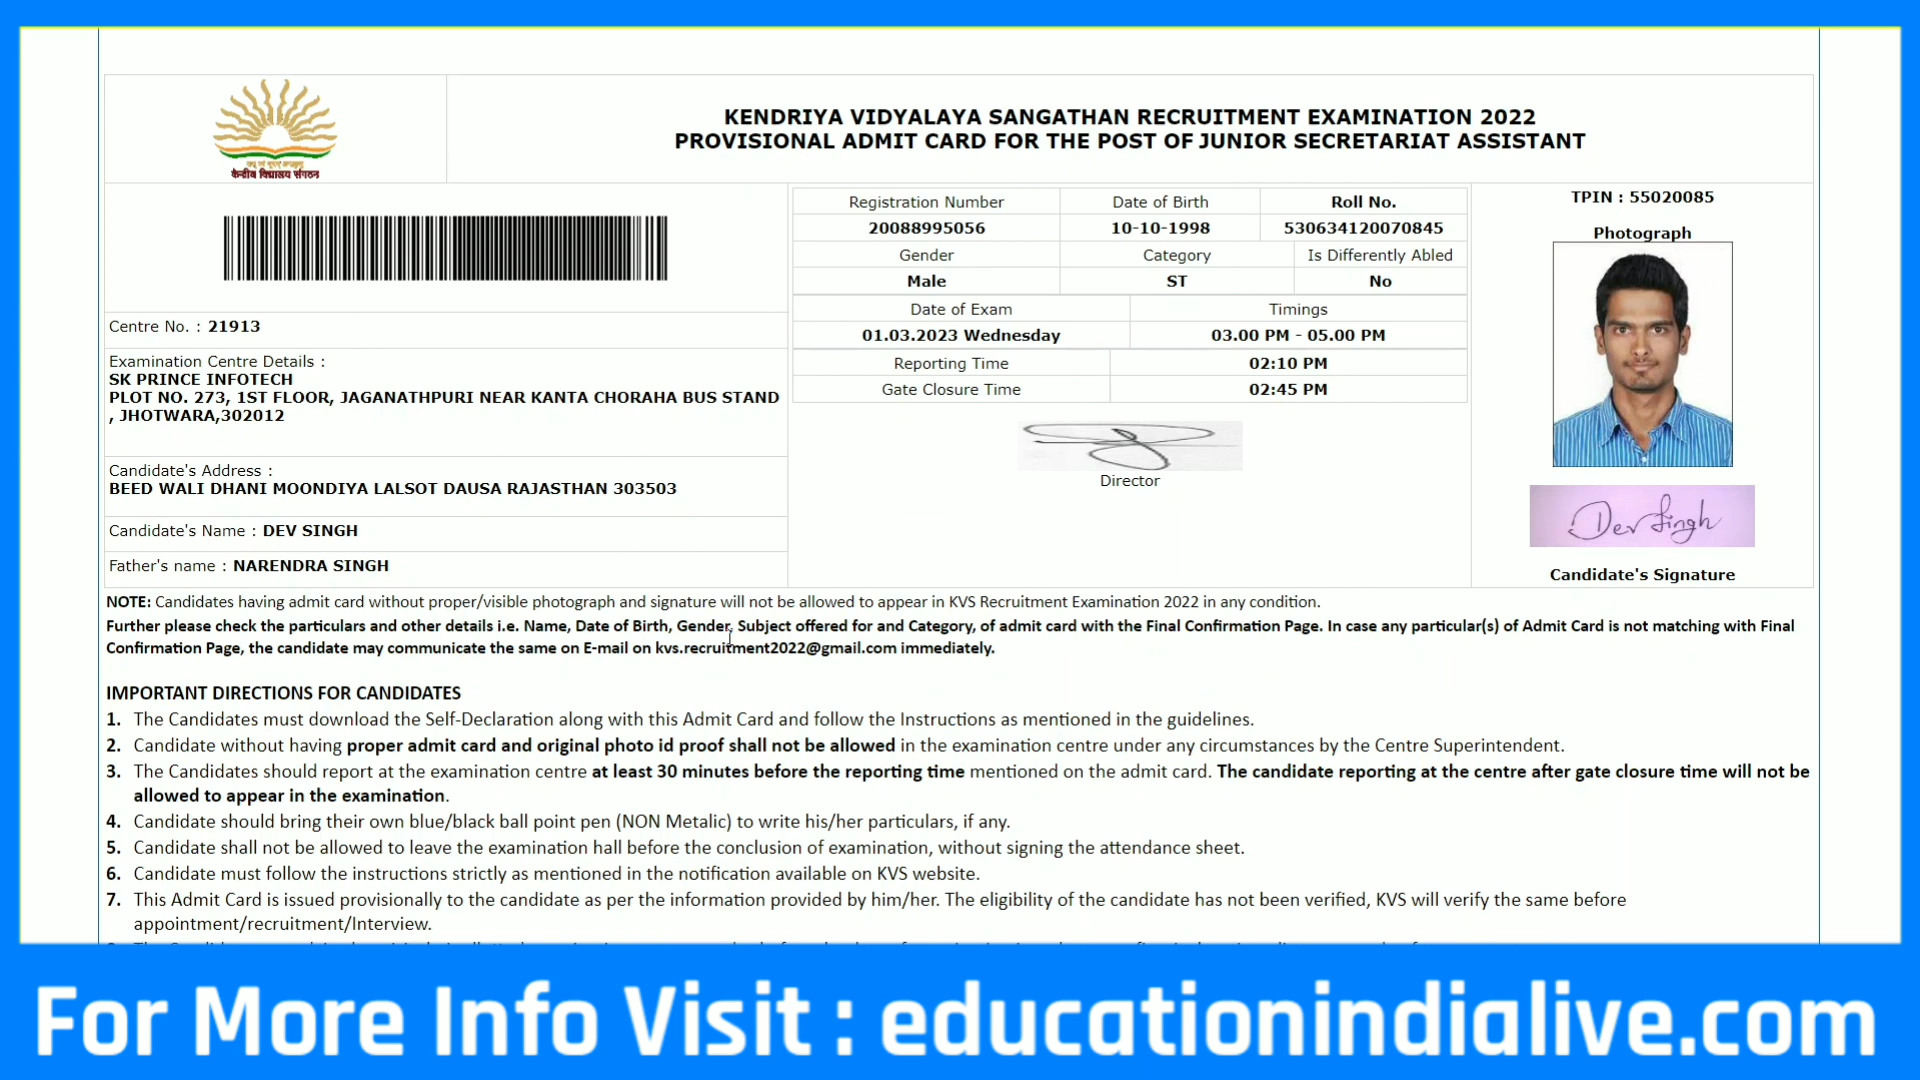 KENDRIYA VIDYALAYA SANGATHAN RECRUITMENT EXAMINATION 2022
PROVISIONAL ADMIT CARD FOR THE POST OF JUNIOR SECRETARIAT ASSISTANT
केन्द्रीय विद्यालय संगठन
Centre No. : 21913
Examination Centre Details :
SK PRINCE INFOTECH
PLOT NO. 273, 1ST FLOOR, JAGANATHPURI NEAR KANTA CHORAHA BUS STAND
, JHOTWARA,302012
Candidate's Address :
BEED WALI DHANI MOONDIYA LALSOT DAUSA RAJASTHAN 303503
Candidate's Name : DEV SINGH
Father's name : NARENDRA SINGH
Registration Number Date of Birth Roll No.
20088995056 10-10-1998 530634120070845
Gender Category Is Differently Abled
Male ST No
Date of Exam Timings
01.03.2023 Wednesday 03.00 PM - 05.00 PM
Reporting Time 02:10 PM
Gate Closure Time 02:45 PM
Director
TPIN : 55020085
Photograph
Dev Singh
Candidate's Signature
NOTE: Candidates having admit card without proper/visible photograph and signature will not be allowed to appear in KVS Recruitment Examination 2022 in any condition.
Further please check the particulars and other details i.e. Name, Date of Birth, Gender, Subject offered for and Category, of admit card with the Final Confirmation Page. In case any particular(s) of Admit Card is not matching with Final
Confirmation Page, the candidate may communicate the same on E-mail on kvs.recruitment2022@gmail.com immediately.
IMPORTANT DIRECTIONS FOR CANDIDATES
1. The Candidates must download the Self-Declaration along with this Admit Card and follow the Instructions as mentioned in the guidelines.
2. Candidate without having proper admit card and original photo id proof shall not be allowed in the examination centre under any circumstances by the Centre Superintendent.
3. The Candidates should report at the examination centre at least 30 minutes before the reporting time mentioned on the admit card. The candidate reporting at the centre after gate closure time will not be
allowed to appear in the examination.
4. Candidate should bring their own blue/black ball point pen (NON Metalic) to write his/her particulars, if any.
5. Candidate shall not be allowed to leave the examination hall before the conclusion of examination, without signing the attendance sheet.
6. Candidate must follow the instructions strictly as mentioned in the notification available on KVS website.
7. This Admit Card is issued provisionally to the candidate as per the information provided by him/her. The eligibility of the candidate has not been verified, KVS will verify the same before
appointment/recruitment/Interview.
For More Info Visit : educationindialive.com